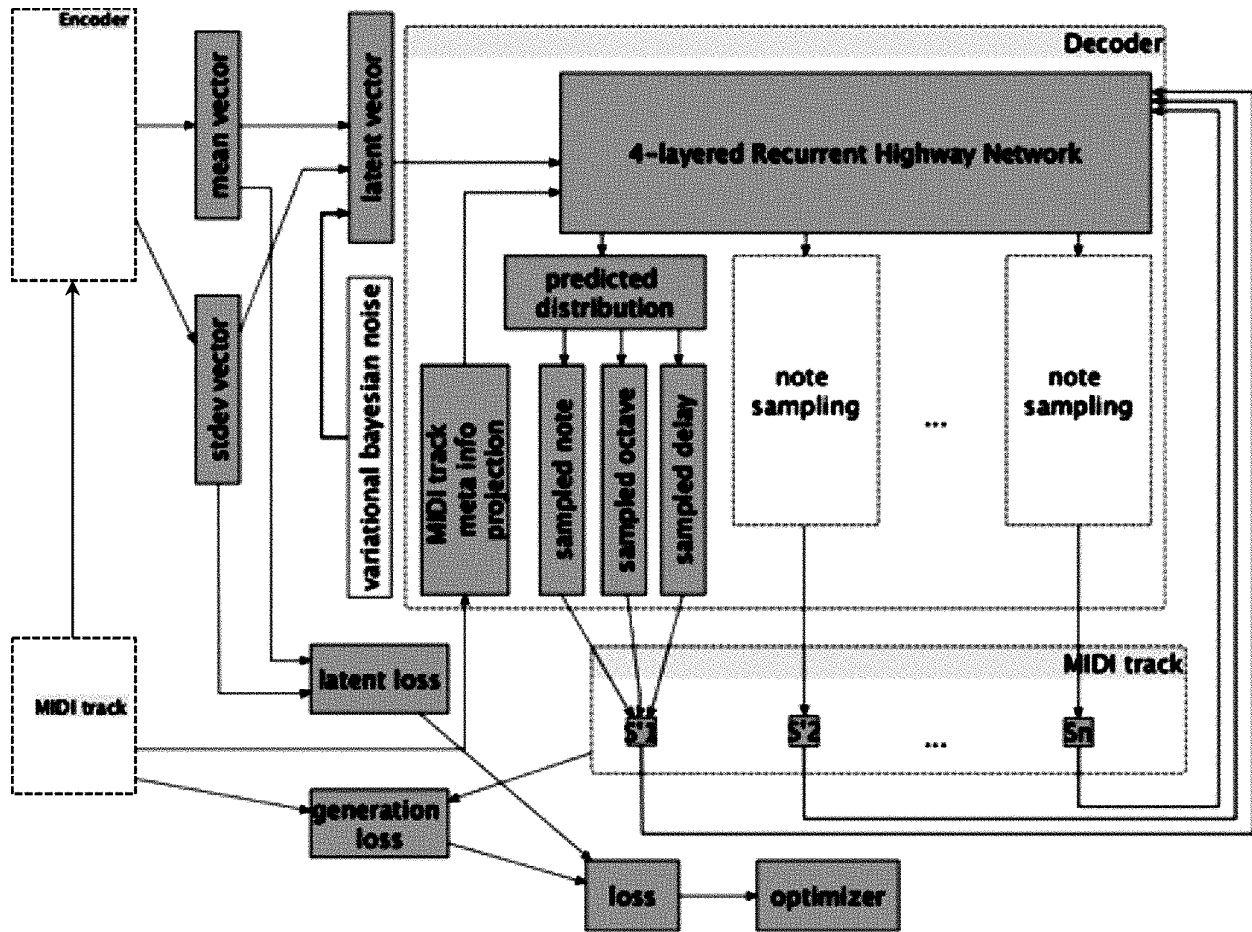 Encoder
mean vector
latent vector
Decoder
4-layered Recurrent Highway Network
stdev vector
variational bayesian noise
predicted
distribution
MIDI track
meta info
projection
sampled note
sampled octave
sampled delay
note
sampling
...
note
sampling
MIDI track
latent loss
MIDI track
S'1
S'2
...
Sn
generation
loss
loss
optimizer